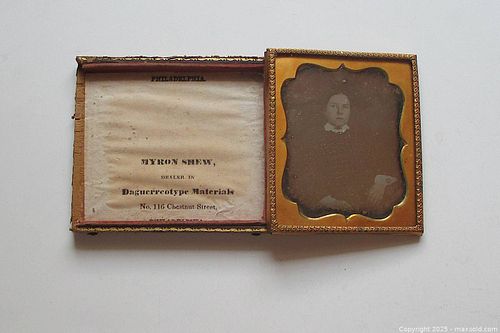 PHILADELPHIA.
MYRON SHEW,
DEALER IN
Daguerreotype Materials
No. 116 Chestnut Street,
Copyright 2025 - maxsold.com